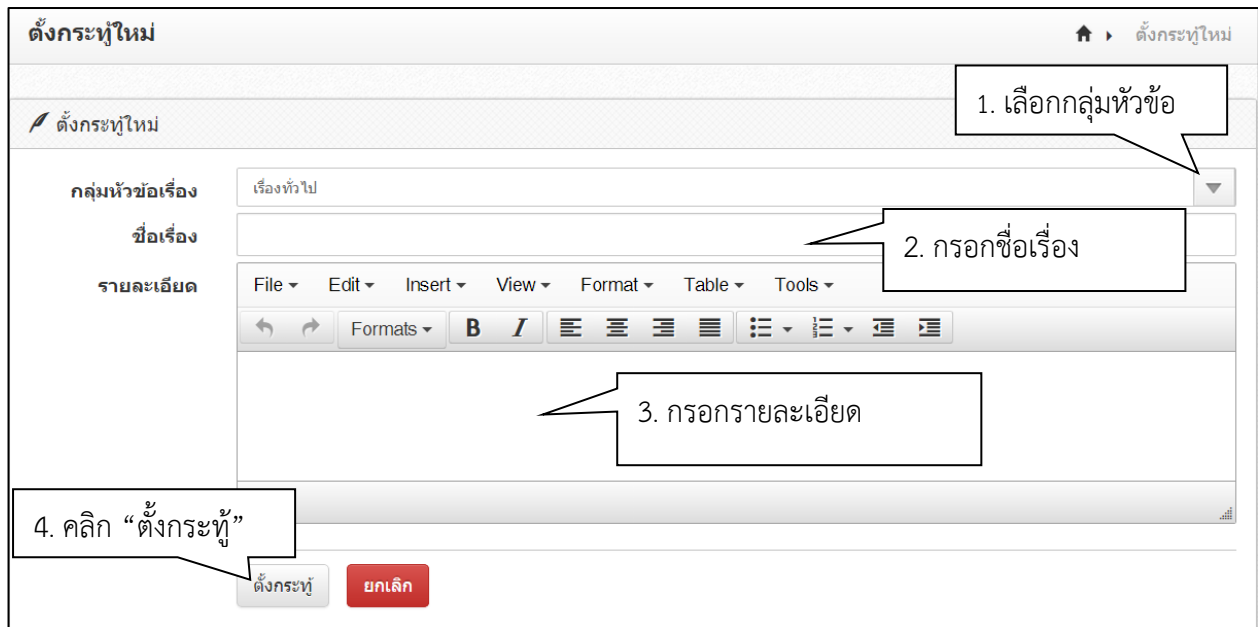 ตั้งกระทู้ใหม่
ตั้งกระทู้ใหม่
1. เลือกกลุ่มหัวข้อ
ตั้งกระทู้ใหม่
กลุ่มหัวข้อเรื่อง
เรื่องทั่วไป
ชื่อเรื่อง
2. กรอกชื่อเรื่อง
รายละเอียด
File Edit Insert View Format Table Tools
Formats B I
3. กรอกรายละเอียด
4. คลิก “ตั้งกระทู้”
ตั้งกระทู้ ยกเลิก